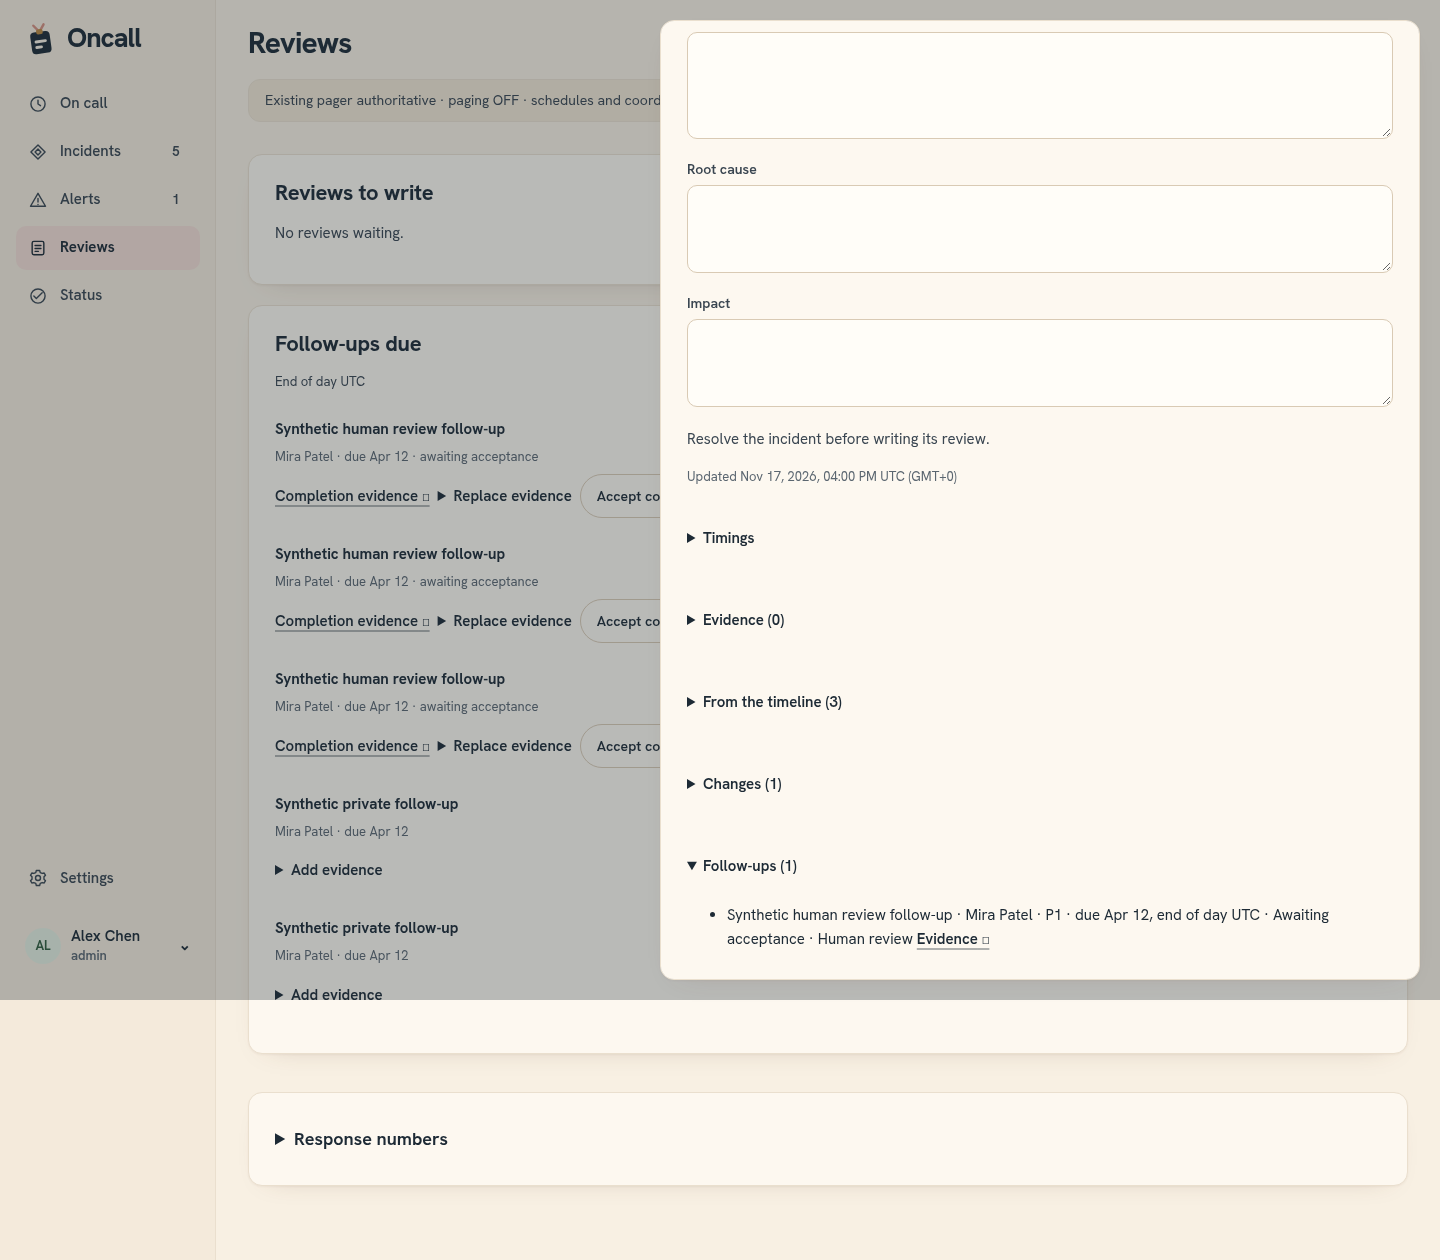 Oncall
On call
Incidents 5
Alerts 1
Reviews
Status
Settings
AL
Alex Chen
admin
Reviews
Existing pager authoritative · paging OFF · schedules and coord
Reviews to write
No reviews waiting.
Follow-ups due
End of day UTC
Synthetic human review follow-up
Mira Patel · due Apr 12 · awaiting acceptance
Completion evidence
Replace evidence
Accept co
Synthetic human review follow-up
Mira Patel · due Apr 12 · awaiting acceptance
Completion evidence
Replace evidence
Accept co
Synthetic human review follow-up
Mira Patel · due Apr 12 · awaiting acceptance
Completion evidence
Replace evidence
Accept co
Synthetic private follow-up
Mira Patel · due Apr 12
Add evidence
Synthetic private follow-up
Mira Patel · due Apr 12
Add evidence
Response numbers
Root cause
Impact
Resolve the incident before writing its review.
Updated Nov 17, 2026, 04:00 PM UTC (GMT+0)
Timings
Evidence (0)
From the timeline (3)
Changes (1)
Follow-ups (1)
Synthetic human review follow-up · Mira Patel · P1 · due Apr 12, end of day UTC · Awaiting
acceptance · Human review Evidence